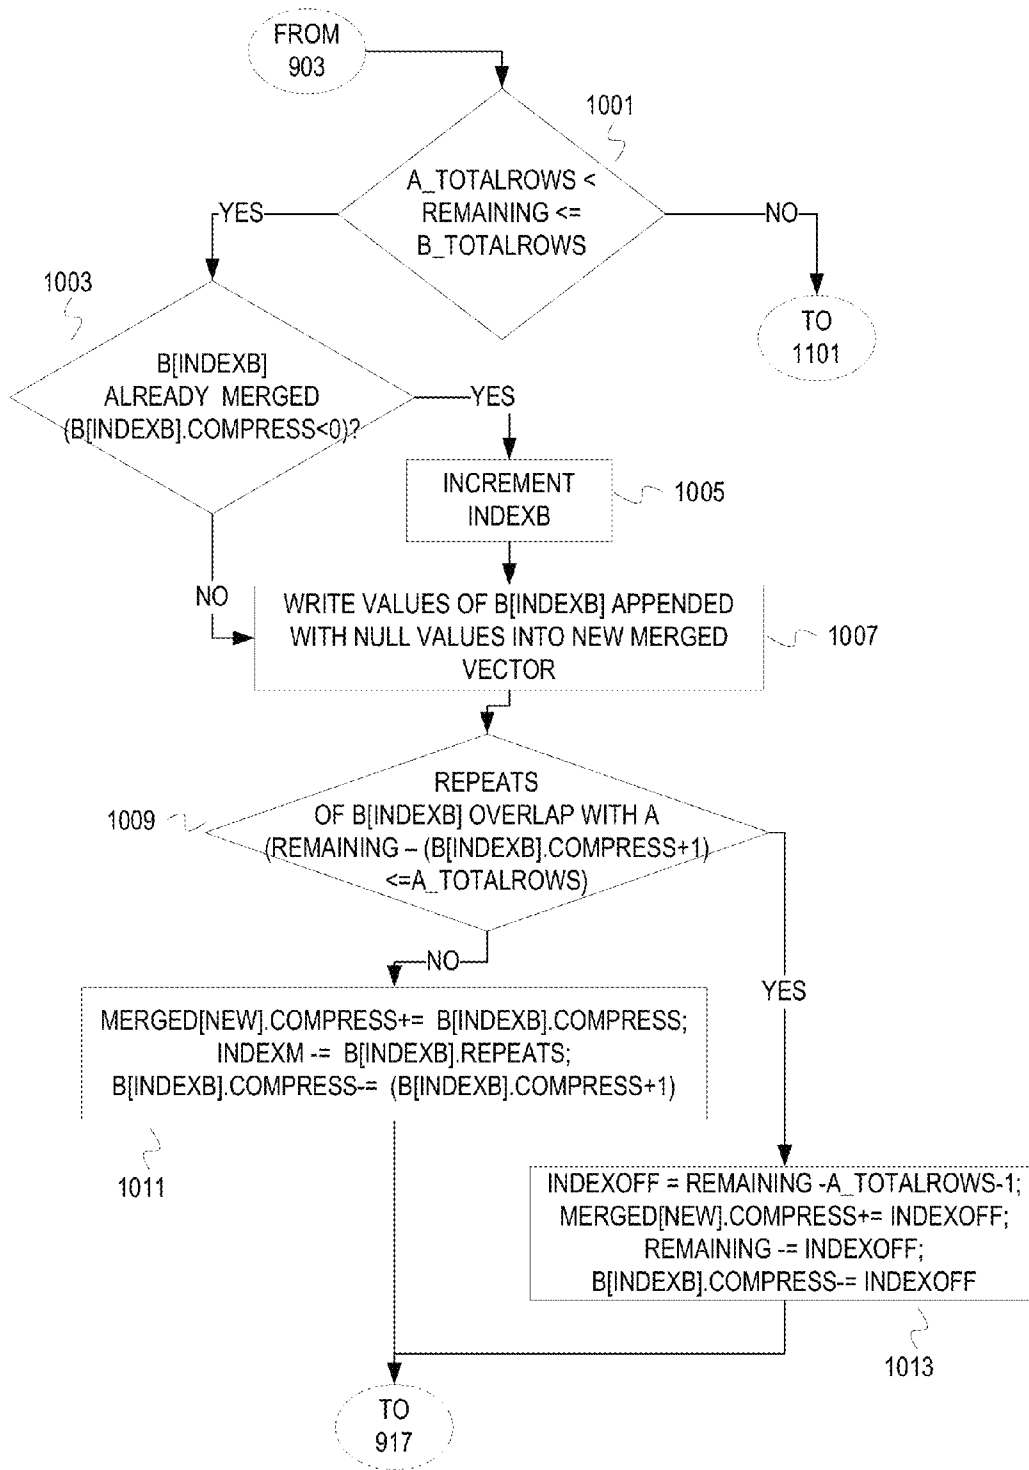 FROM
903
1001
A_TOTALROWS <
REMAINING <=
B_TOTALROWS
YES
NO
1003
TO
1101
B[INDEXB]
ALREADY MERGED
(B[INDEXB].COMPRESS<0)?
YES
INCREMENT
INDEXB
1005
NO
WRITE VALUES OF B[INDEXB] APPENDED
WITH NULL VALUES INTO NEW MERGED
VECTOR
1007
REPEATS
OF B[INDEXB] OVERLAP WITH A
(REMAINING – (B[INDEXB].COMPRESS+1)
<=A_TOTALROWS)
1009
NO
YES
MERGED[NEW].COMPRESS+= B[INDEXB].COMPRESS;
INDEXM -= B[INDEXB].REPEATS;
B[INDEXB].COMPRESS-= (B[INDEXB].COMPRESS+1)
1011
INDEXOFF = REMAINING -A_TOTALROWS-1;
MERGED[NEW].COMPRESS+= INDEXOFF;
REMAINING -= INDEXOFF;
B[INDEXB].COMPRESS-= INDEXOFF
1013
TO
917